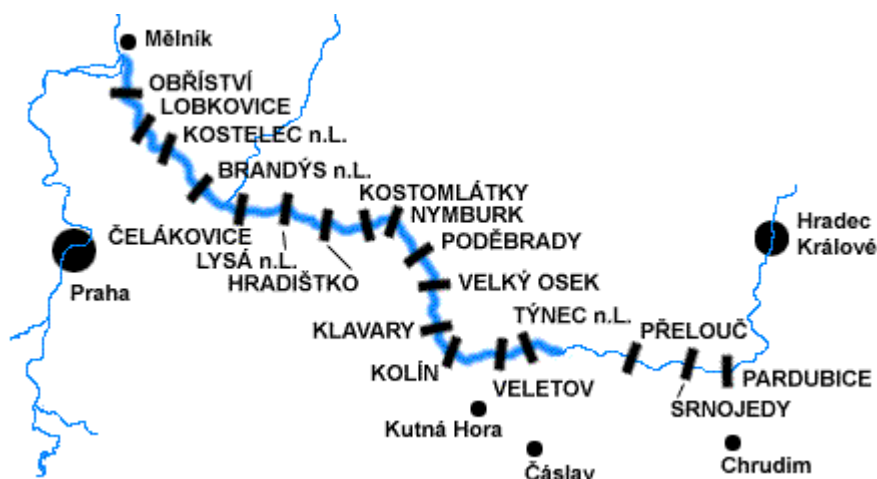 Mělník
OBŘÍSTVÍ
LOBKOVICE
KOSTELEC n.L.
BRANDÝS n.L.
KOSTOMLÁTKY
NYMBURK
ČELÁKOVICE
LYSÁ n.L.
HRADIŠTKO
PODĚBRADY
Hradec
Králové
Praha
VELKÝ OSEK
TÝNEC n.L.
KLAVARY
PŘELOUČ
KOLÍN
VELETOV
PARDUBICE
SRNOJEDY
Kutná Hora
Čáslav
Chrudim